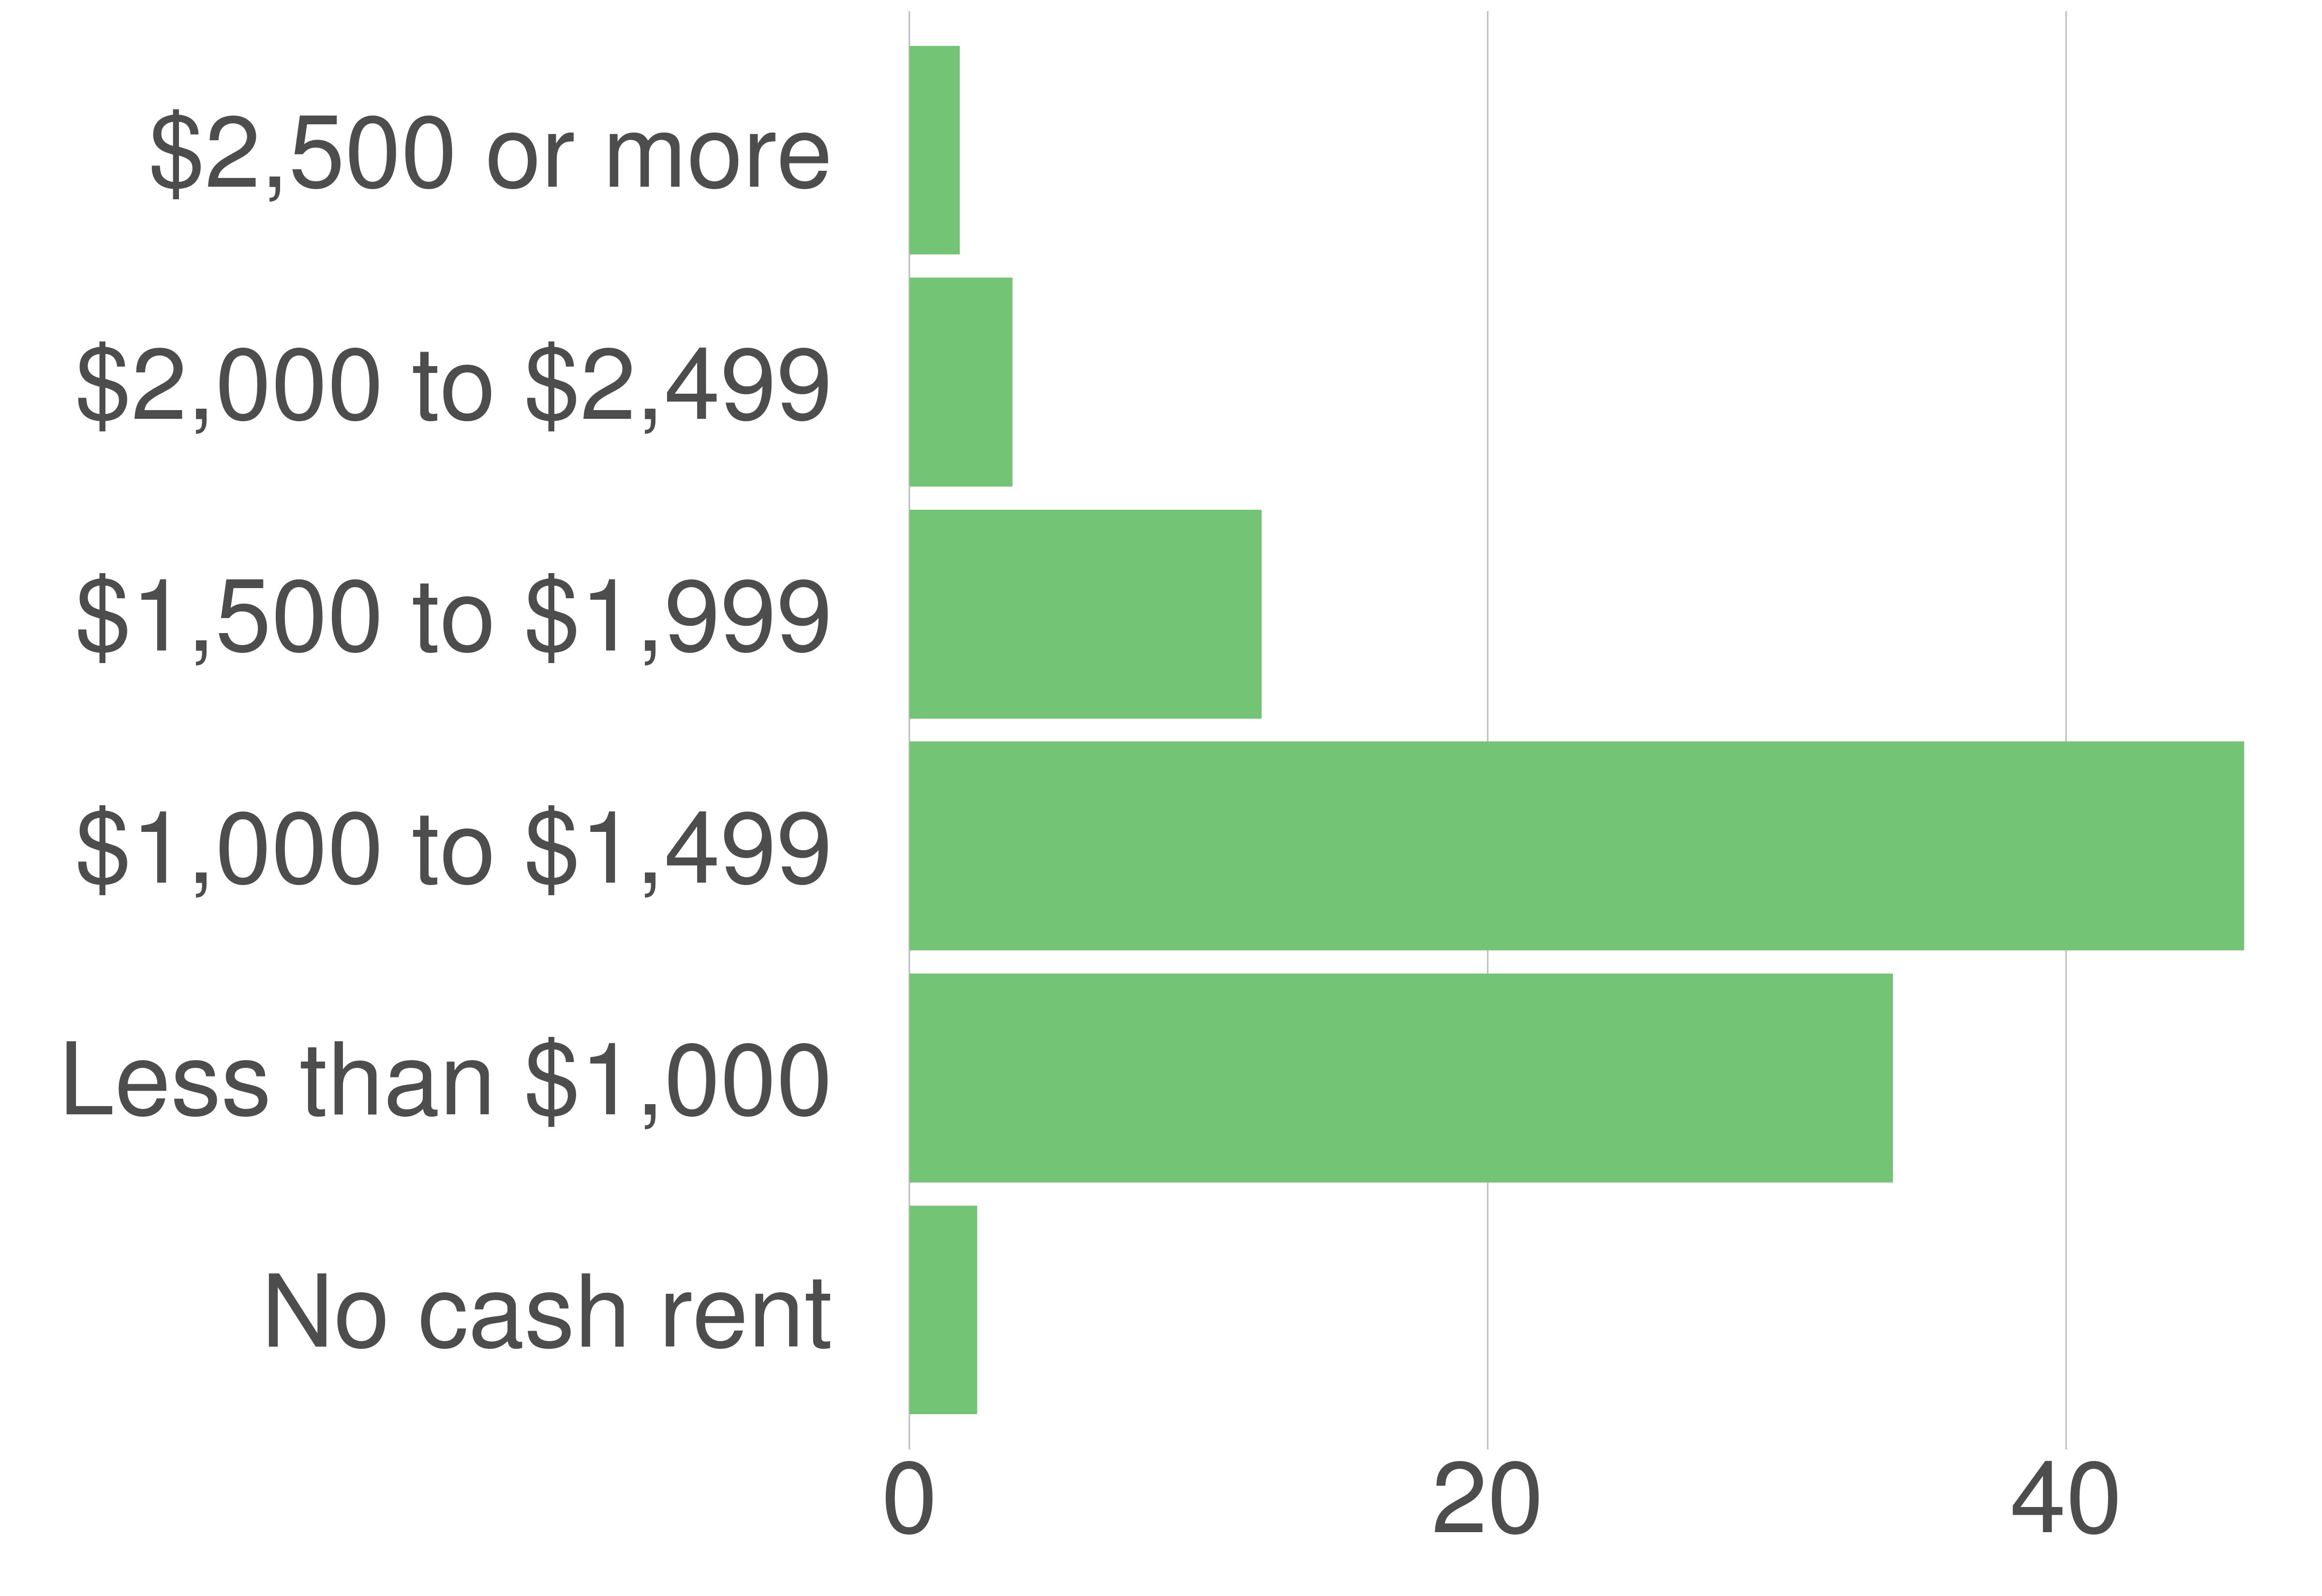 $2,500 or more
$2,000 to $2,499
$1,500 to $1,999
$1,000 to $1,499
Less than $1,000
No cash rent
0 20 40